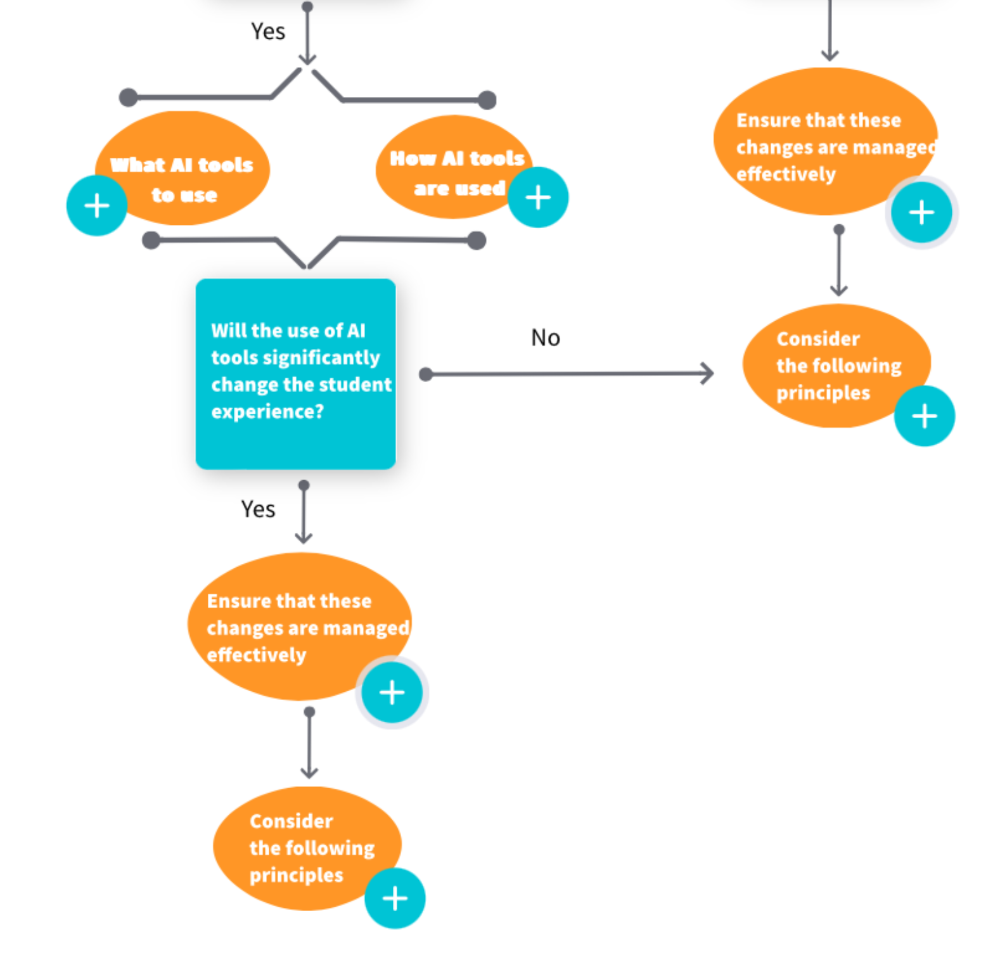 Yes
What AI tools
to use
How AI tools
are used
Ensure that these
changes are managed
effectively
Will the use of AI
tools significantly
change the student
experience?
No
Consider
the following
principles
Yes
Ensure that these
changes are managed
effectively
Consider
the following
principles